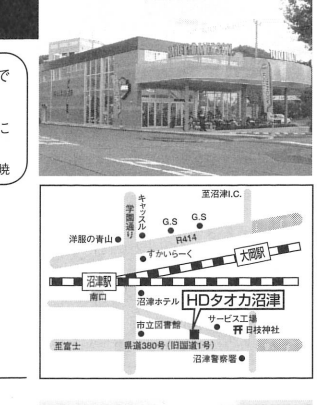 で
に
暁
至沼津I.C.
キャッスル
学園通り
G.S
G.S
洋服の青山
R414
すかいらーく
大岡駅
沼津駅
南口
沼津ホテル
HDタオカ沼津
市立図書館
サービス工場
日枝神社
至富士
県道380号(旧国道1号)
沼津警察署